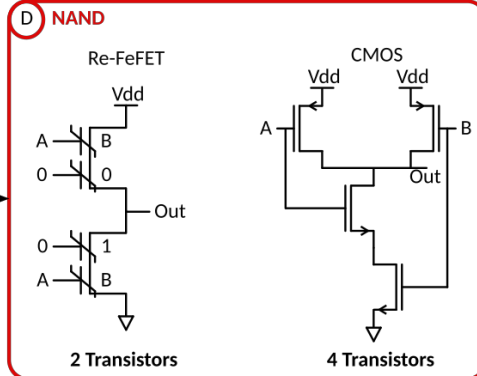 D NAND
Re-FeFET
CMOS
Vdd
Vdd
Vdd
A B
0 0
Out
0 1
A B
A
B
Out
2 Transistors
4 Transistors